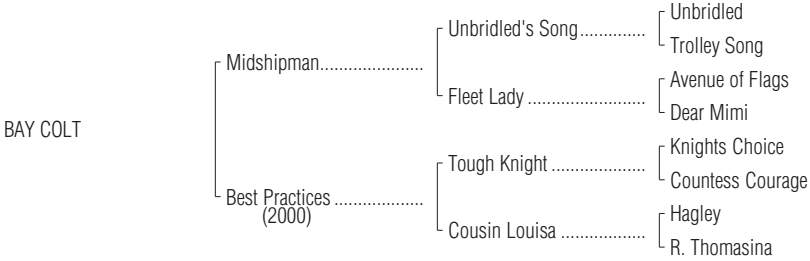 Unbridled
Unbridled's Song..............
Trolley Song
Midshipman.......................
Avenue of Flags
Fleet Lady ..........................
Dear Mimi
BAY COLT
Knights Choice
Tough Knight .....................
Countess Courage
Best Practices ....................
(2000)
Hagley
Cousin Louisa ...................
R. Thomasina